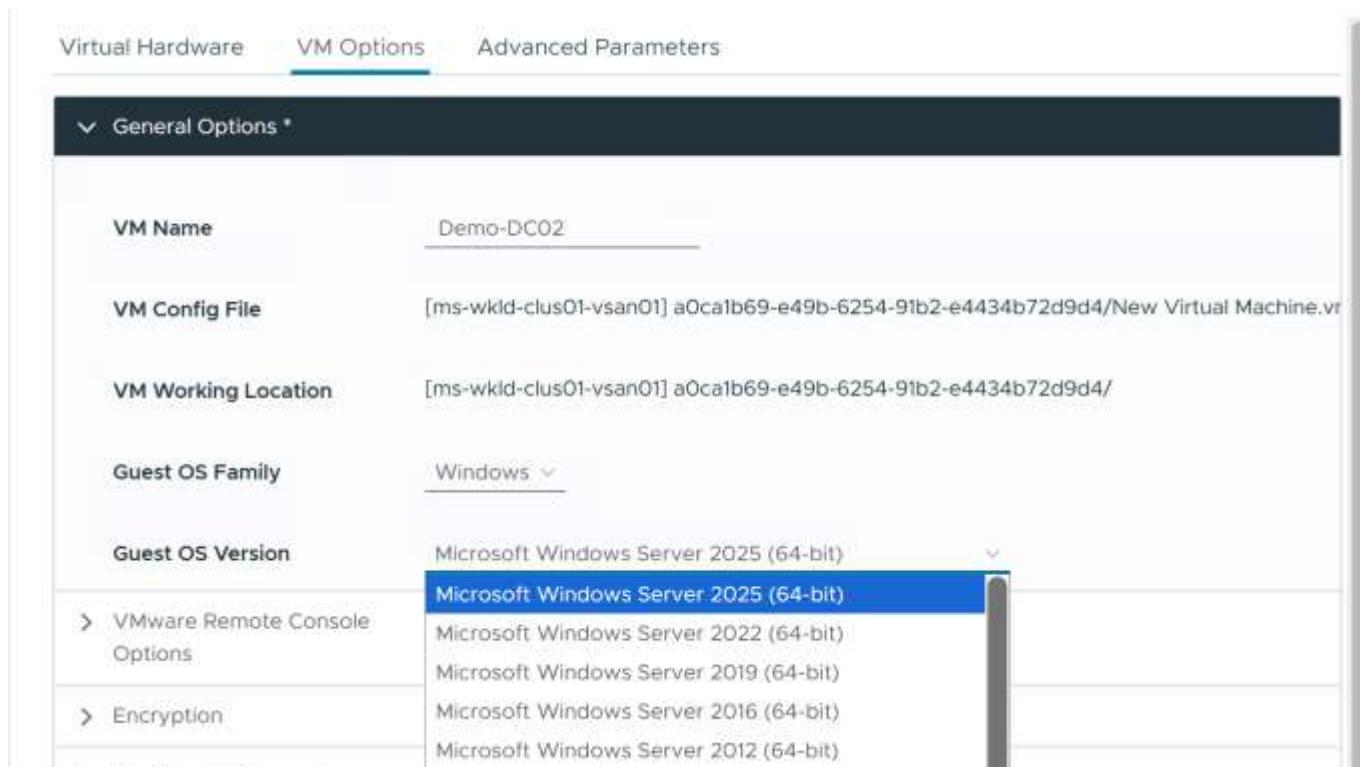 Virtual Hardware VM Options Advanced Parameters
General Options *
VM Name Demo-DC02
VM Config File [ms-wkld-clus01-vsan01] a0ca1b69-e49b-6254-91b2-e4434b72d9d4/New Virtual Machine.vr
VM Working Location [ms-wkld-clus01-vsan01] a0ca1b69-e49b-6254-91b2-e4434b72d9d4/
Guest OS Family Windows
Guest OS Version Microsoft Windows Server 2025 (64-bit)
Microsoft Windows Server 2025 (64-bit)
VMware Remote Console
Options
Microsoft Windows Server 2022 (64-bit)
Microsoft Windows Server 2019 (64-bit)
Encryption
Microsoft Windows Server 2016 (64-bit)
Microsoft Windows Server 2012 (64-bit)